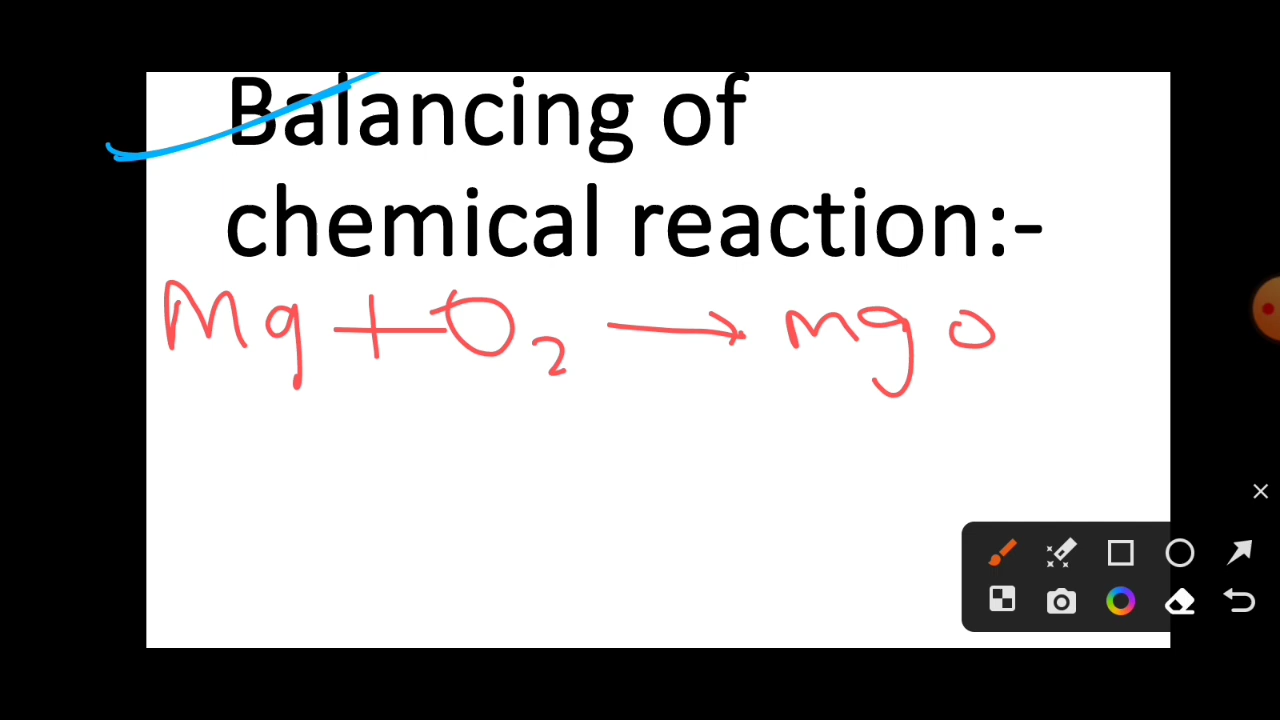 Balancing of
chemical reaction:-
Mg + O₂ → mgo